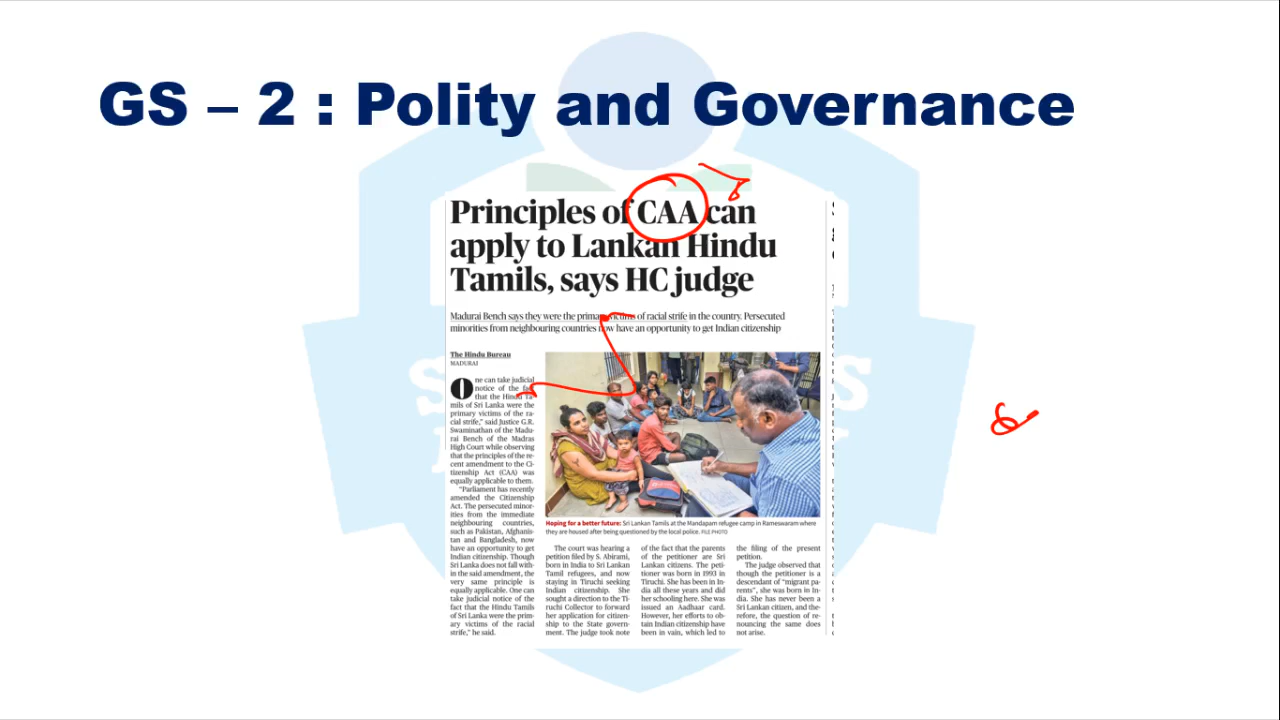 GS – 2 : Polity and Governance
Principles of CAA can
apply to Lankan Hindu
Tamils, says HC judge
Madurai Bench says they were the primary victims of racial strife in the country. Persecuted
minorities from neighbouring countries now have an opportunity to get Indian citizenship
The Hindu Bureau
MADURAI
One can take judicial
notice of the fact
that the Hindu Ta-
mils of Sri Lanka were the
primary victims of the ra-
cial strife,” said Justice G.R.
Swaminathan of the Madu-
rai Bench of the Madras
High Court while observing
that the principles of the re-
cent amendment to the Ci-
tizenship Act (CAA) was
equally applicable to them.
“Parliament has recently
amended the Citizenship
Act. The persecuted minor-
ities from the immediate
neighbouring countries,
such as Pakistan, Afghanis-
tan and Bangladesh, now
have an opportunity to get
Indian citizenship. Though
Sri Lanka does not fall with-
in the said amendment, the
very same principle is
equally applicable. One can
take judicial notice of the
fact that the Hindu Tamils
of Sri Lanka were the prim-
ary victims of the racial
strife,” he said.
Hoping for a better future: Sri Lankan Tamils at the Mandapam refugee camp in Rameswaram where
they are housed after being questioned by the local police. FILE PHOTO
The court was hearing a
petition filed by S. Abirami,
born in India to Sri Lankan
Tamil refugees, and now
staying in Tiruchi seeking
Indian citizenship. She
sought a direction to the Ti-
ruchi Collector to forward
her application for citizen-
ship to the State govern-
ment. The judge took note
of the fact that the parents
of the petitioner are Sri
Lankan citizens. The peti-
tioner was born in 1993 in
Tiruchi. She has been in In-
dia all these years and did
her schooling here. She was
issued an Aadhaar card.
However, her efforts to ob-
tain Indian citizenship have
been in vain, which led to
the filing of the present
petition.
The judge observed that
though the petitioner is a
descendant of “migrant pa-
rents”, she was born in In-
dia. She has never been a
Sri Lankan citizen, and the-
refore, the question of re-
nouncing the same does
not arise.